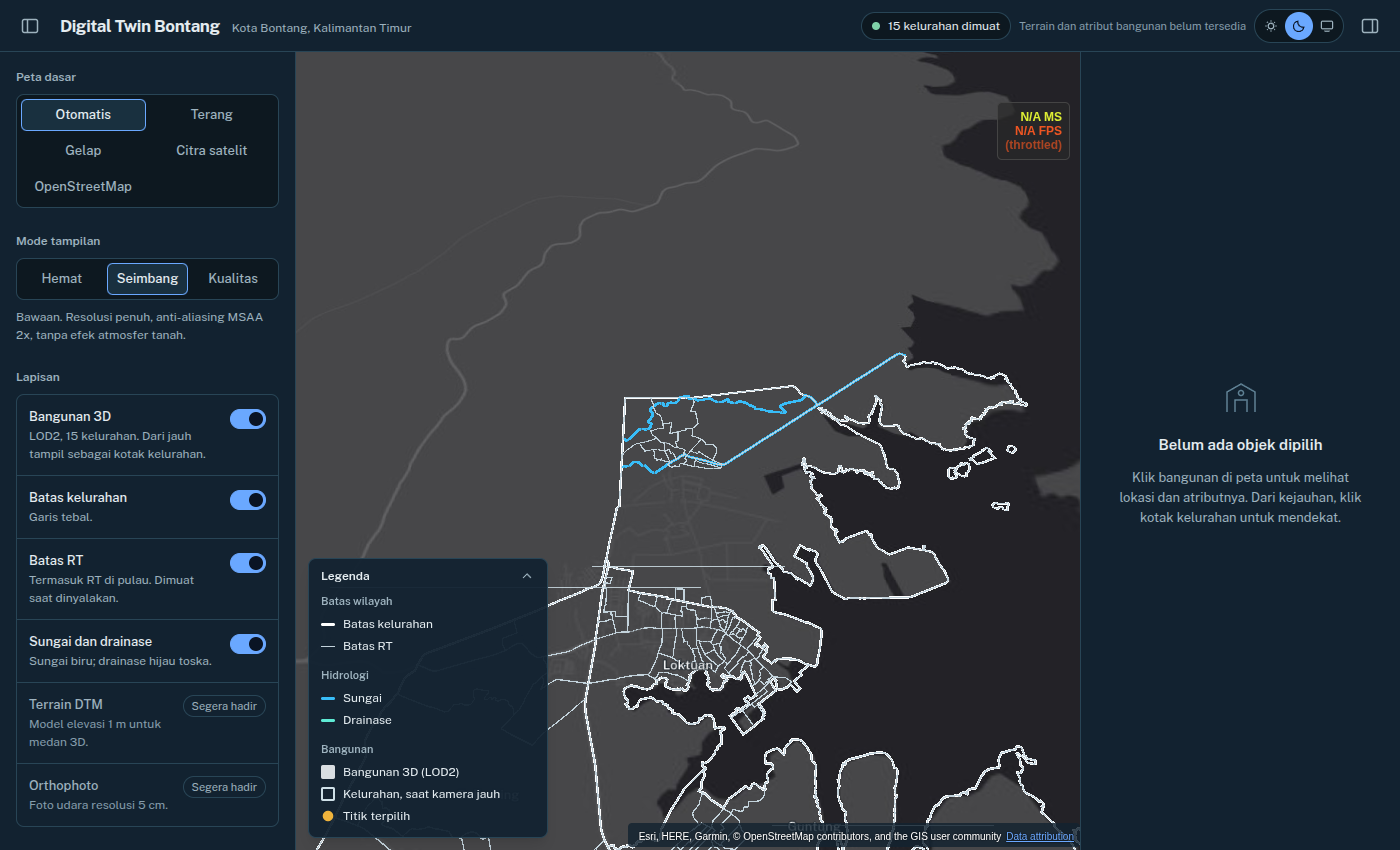 Digital Twin Bontang
Kota Bontang, Kalimantan Timur
15 kelurahan dimuat
Terrain dan atribut bangunan belum tersedia
Peta dasar
Otomatis
Terang
Gelap
Citra satelit
OpenStreetMap
Mode tampilan
Hemat
Seimbang
Kualitas
Bawaan. Resolusi penuh, anti-aliasing MSAA
2x, tanpa efek atmosfer tanah.
Lapisan
Bangunan 3D
LOD2, 15 kelurahan. Dari jauh
tampil sebagai kotak kelurahan.
Batas kelurahan
Garis tebal.
Batas RT
Termasuk RT di pulau. Dimuat
saat dinyalakan.
Sungai dan drainase
Sungai biru; drainase hijau toska.
Terrain DTM
Segera hadir
Model elevasi 1 m untuk
medan 3D.
Orthophoto
Segera hadir
Foto udara resolusi 5 cm.
N/A MS
N/A FPS
(throttled)
Loktuan
Guntung
Legenda
Batas wilayah
Batas kelurahan
Batas RT
Hidrologi
Sungai
Drainase
Bangunan
Bangunan 3D (LOD2)
Kelurahan, saat kamera jauh
Titik terpilih
Esri, HERE, Garmin, © OpenStreetMap contributors, and the GIS user community Data attribution
Belum ada objek dipilih
Klik bangunan di peta untuk melihat
lokasi dan atributnya. Dari kejauhan, klik
kotak kelurahan untuk mendekat.